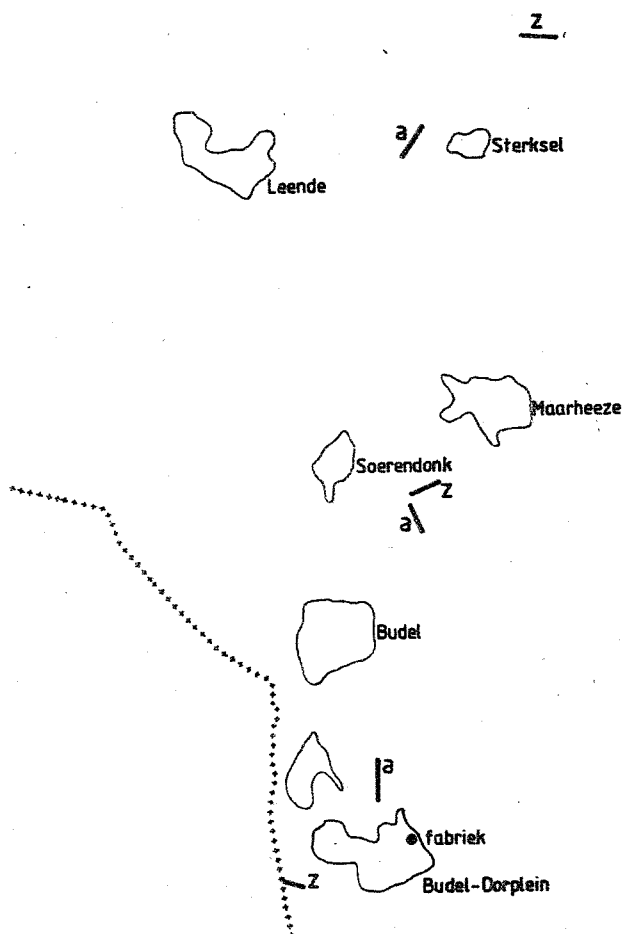 z
a
Sterksel
Leende
Maarheeze
Soerendonk
z
a
Budel
a
fabriek
z
Budel-Dorplein